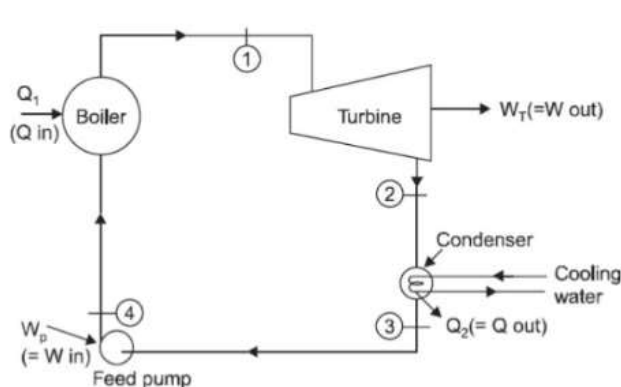 1
Q1
(Q in)
Boiler
Turbine
WT(=W out)
2
Condenser
Cooling
water
3
Q2(= Q out)
4
Wp
(= W in)
Feed pump